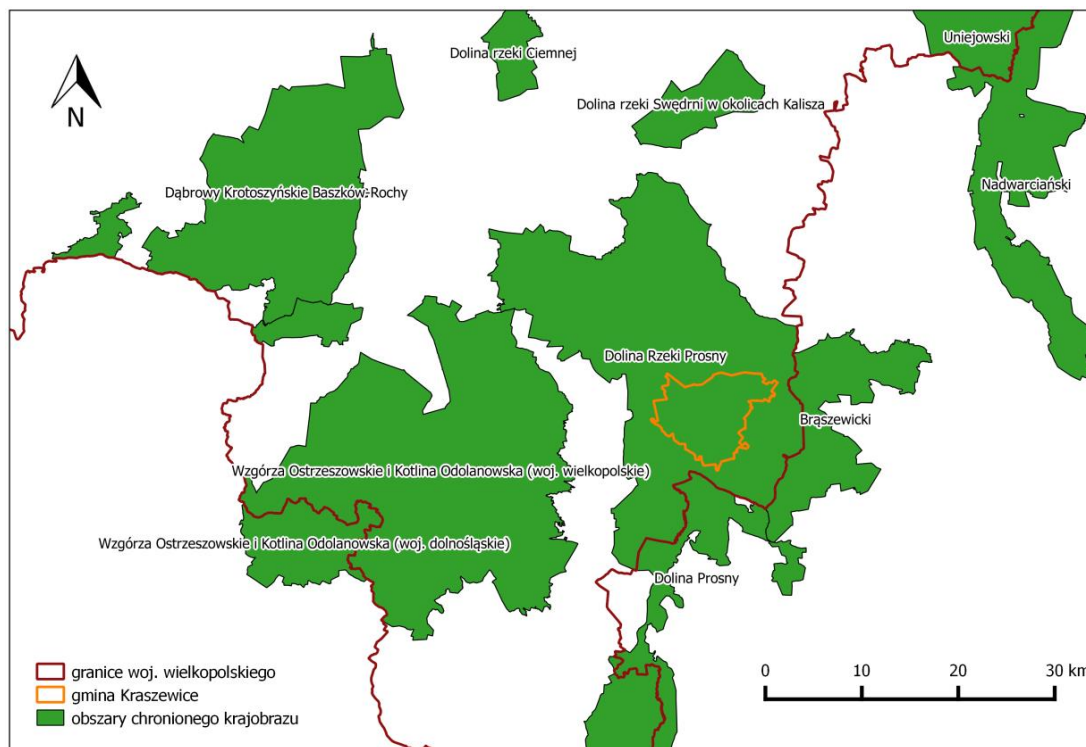 Uniejowski
Dolina rzeki Ciemnej
Dolina rzeki Swędrni w okolicach Kalisza
N
Dąbrowy Krotoszyńskie Baszków-Rochy
Nadwarciański
Dolina Rzeki Prosny
Brąszewicki
Wzgórza Ostrzeszowskie i Kotlina Odolanowska (woj. wielkopolskie)
Wzgórza Ostrzeszowskie i Kotlina Odolanowska (woj. dolnośląskie)
Dolina Prosny
granice woj. wielkopolskiego
gmina Kraszewice
obszary chronionego krajobrazu
0 10 20 30 km